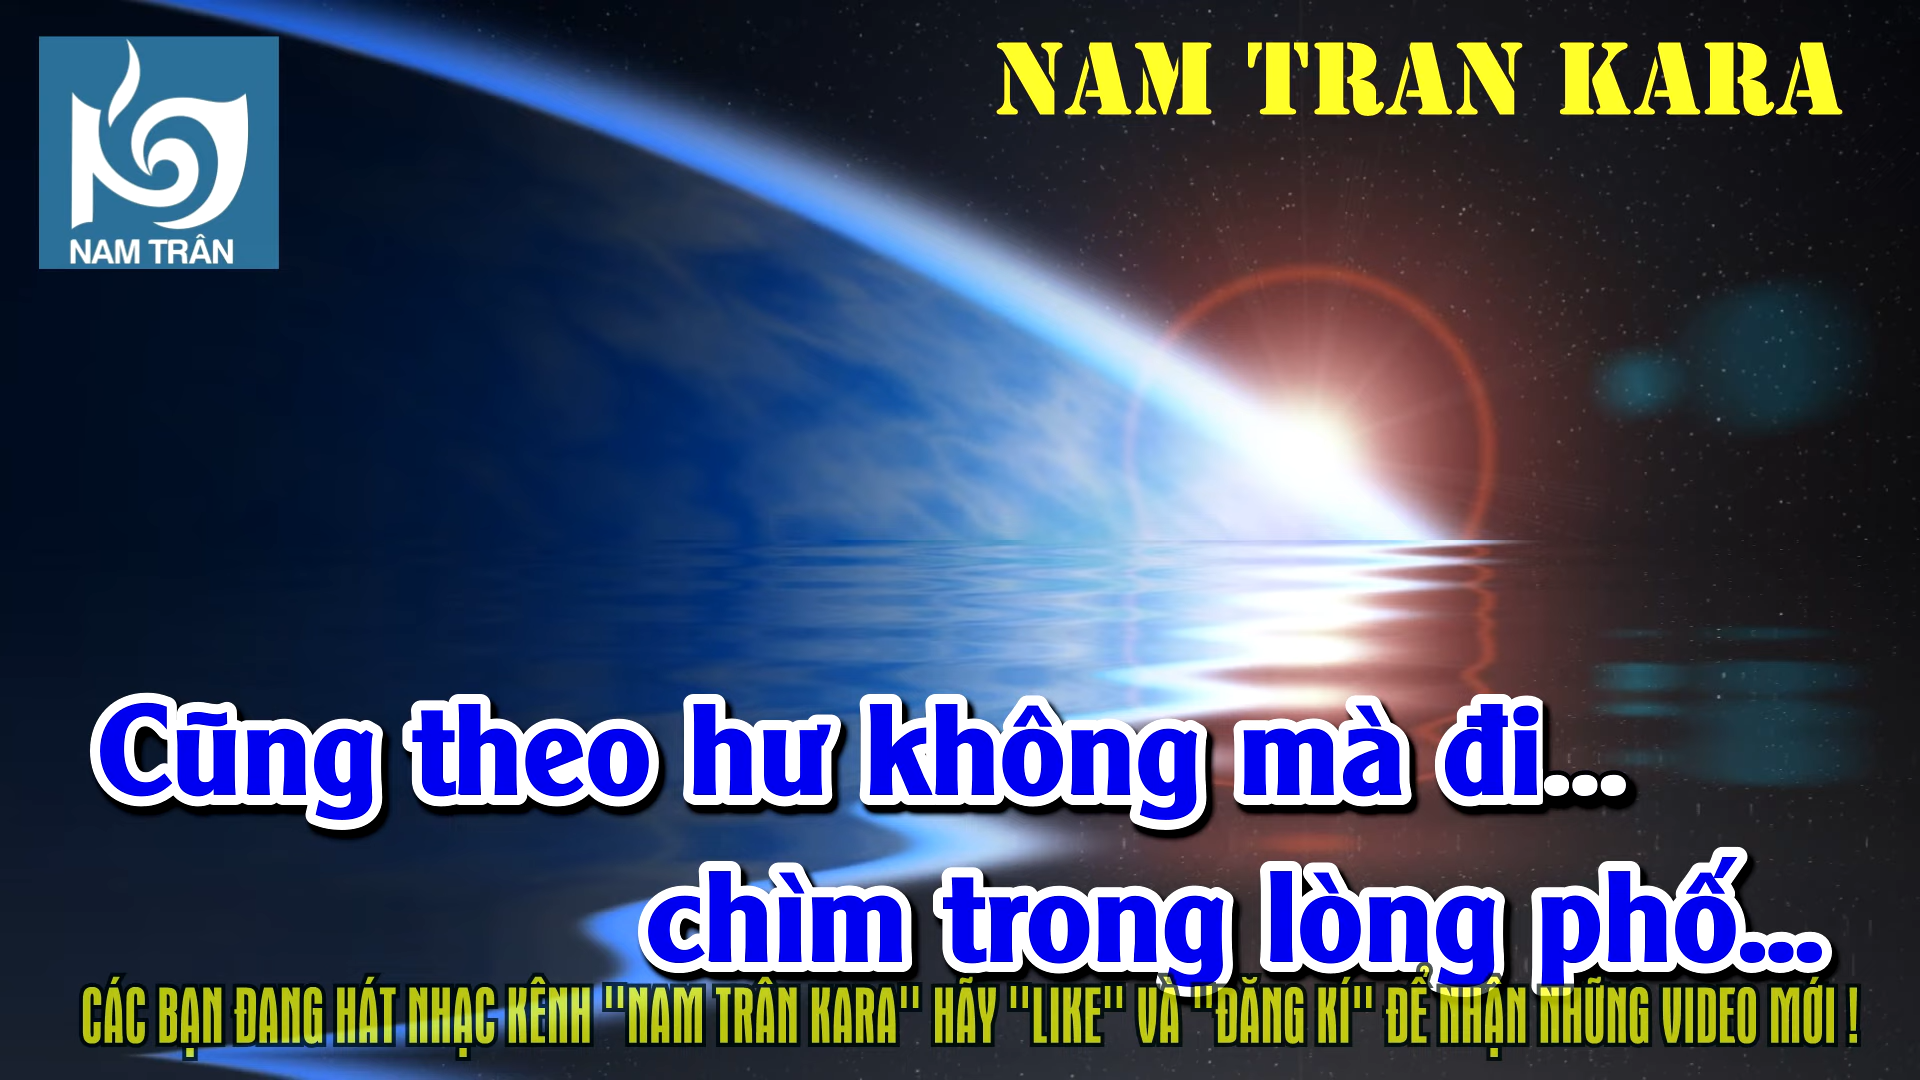 NAM TRAN KARA
NAM TRÂN
Cũng theo hư không mà đi...
chìm trong lòng phố...
CÁC BẠN ĐANG HÁT NHẠC KÊNH "NAM TRÂN KARA" HÃY "LIKE" VÀ "ĐĂNG KÍ" ĐỂ NHẬN NHỮNG VIDEO MỚI !